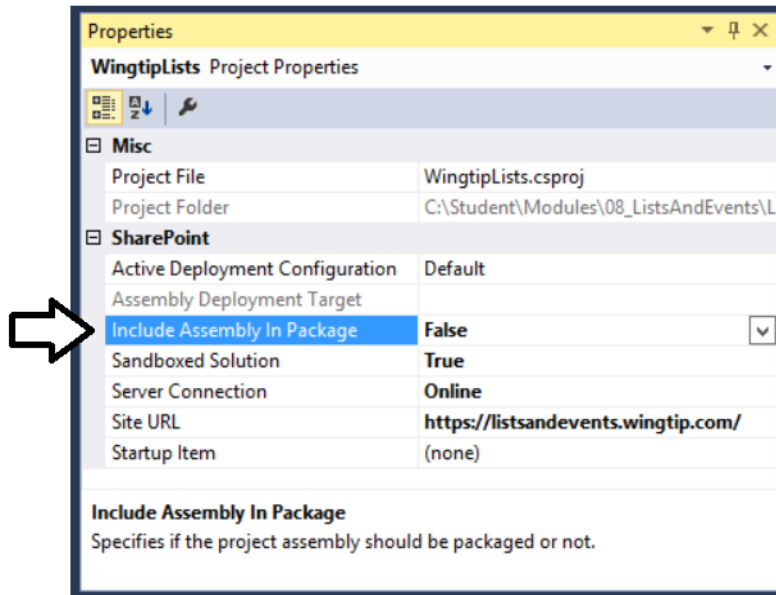 Properties
WingtipLists Project Properties
Misc
Project File WingtipLists.csproj
Project Folder C:\Student\Modules\08_ListsAndEvents\L
SharePoint
Active Deployment Configuration Default
Assembly Deployment Target
Include Assembly In Package False
Sandboxed Solution True
Server Connection Online
Site URL https://listsandevents.wingtip.com/
Startup Item (none)
Include Assembly In Package
Specifies if the project assembly should be packaged or not.